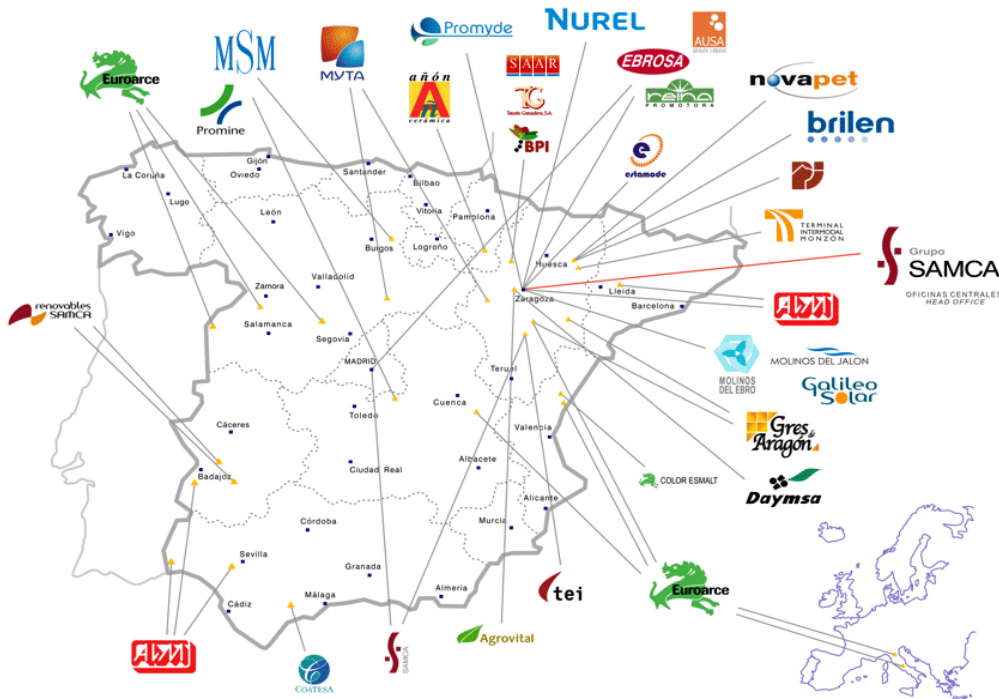 Euroarce
MSM
Promine
MYTA
Promyde
añón
cerámica
NUREL
SAAR
TG
Tauste Ganadera, S.A.
BPI
AUSA
EBROSA
reina
PROMOTORA
e
estamode
novapet
brilen
TERMINAL
INTERMODAL
MONZÓN
Grupo
SAMCA
OFICINAS CENTRALES
HEAD OFFICE
La Coruña
Lugo
Vigo
Gijón
Oviedo
León
Santander
Bilbao
Vitoria
Pamplona
Burgos
Logroño
Huesca
Zaragoza
Lleida
Barcelona
Valladolid
Zamora
Salamanca
Segovia
MADRID
Teruel
Toledo
Cuenca
Valencia
Cáceres
Badajoz
Ciudad Real
Albacete
Alicante
Murcia
Córdoba
Sevilla
Granada
Almería
Málaga
Cádiz
renovables
SAMCA
MOLINOS
DEL EBRO
MOLINOS DEL JALON
Galileo
Solar
Gres de
Aragón
COLOR ESMALT
Daymsa
tei
Euroarce
Agrovital
SAMCA
COATESA